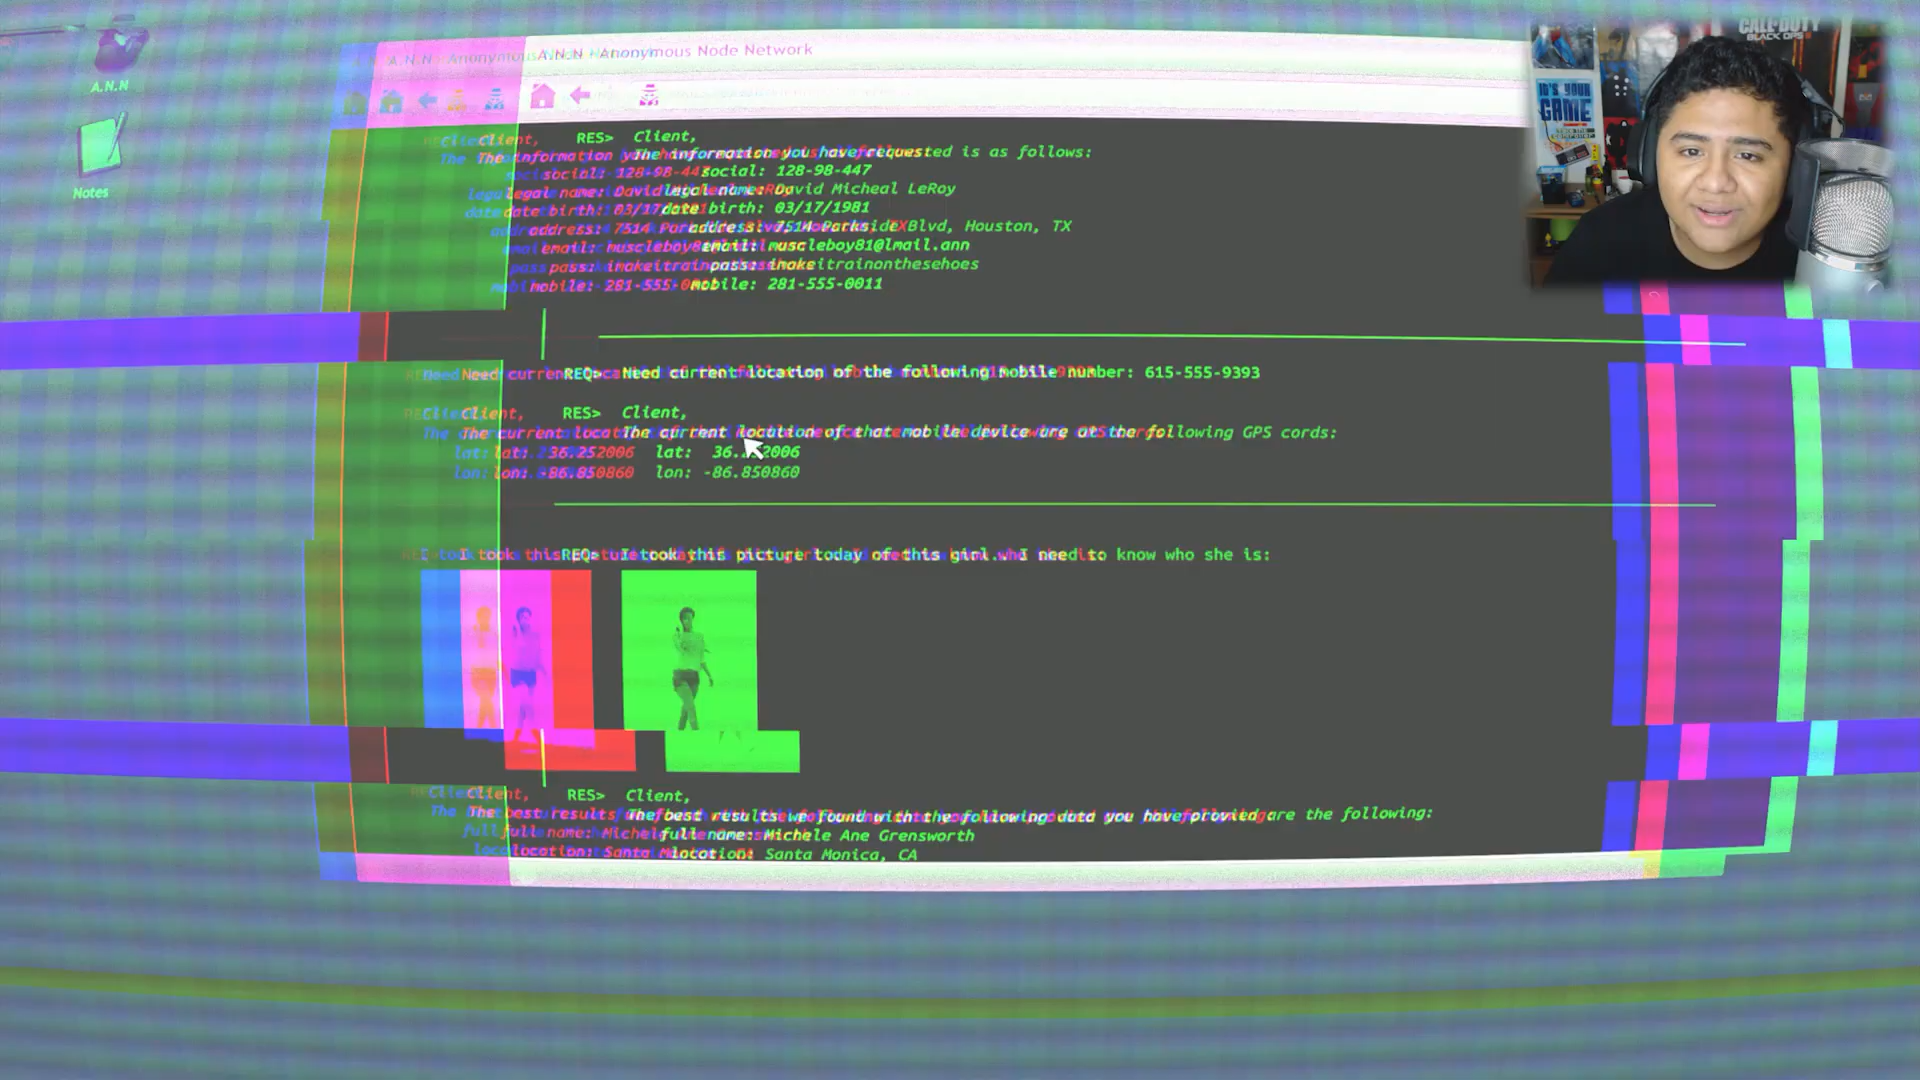 A.N.N - Anonymous Node Network
A.N.N
Notes
CALL OF DUTY
BLACK OPS
IT'S YOUR
GAME
RES> Client,
The information you have requested is as follows:
social: 128-98-447
legal name: David Micheal LeRoy
date birth: 03/17/1981
address: 7514 Parkside Blvd, Houston, TX
email: muscleboy81@lmail.ann
pass: imakeitrainonthesehoes
mobile: 281-555-0011
REQ> Need current location of the following mobile number: 615-555-9393
RES> Client,
The current location of that mobile device are at the following GPS cords:
lat: 36.252006
lon: -86.850860
REQ> I took this picture today of this girl.. I need to know who she is:
RES> Client,
The best results we found with the following data you have provied are the following:
full name: Michele Ane Grensworth
location: Santa Monica, CA